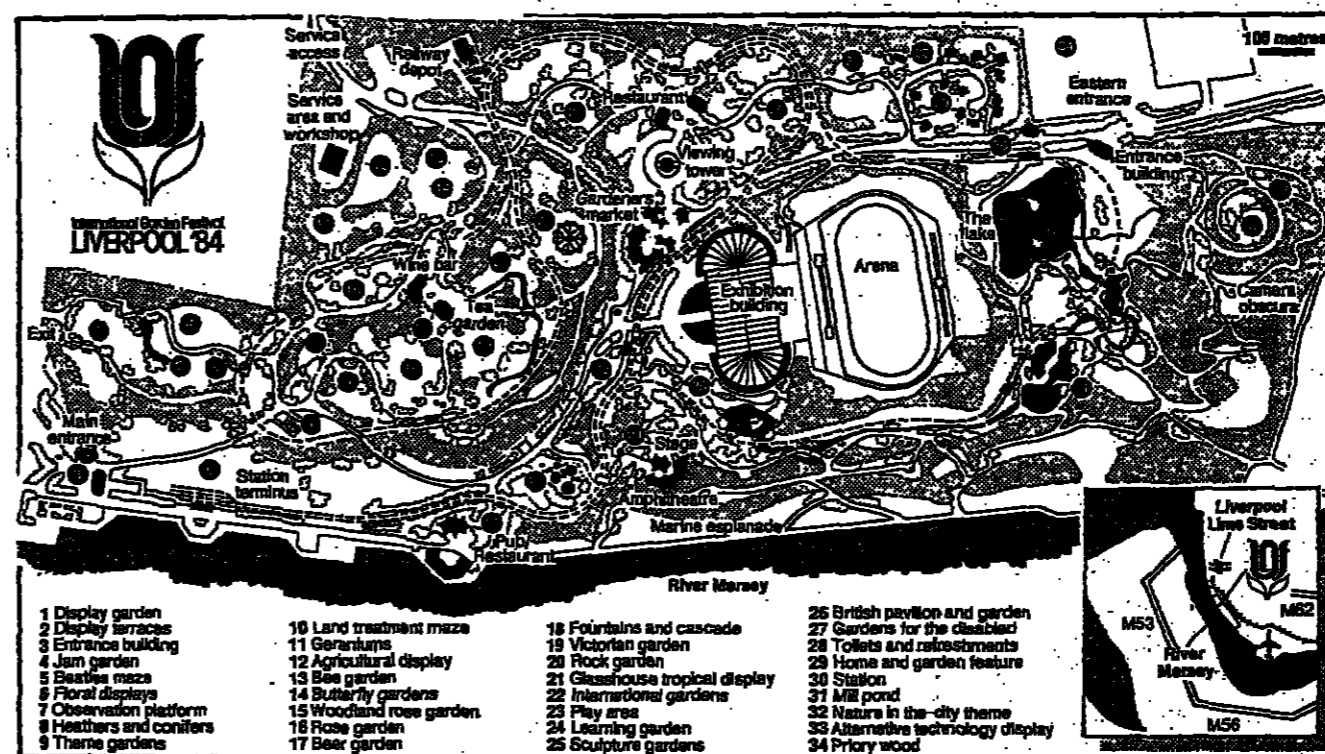 International Garden Festival
LIVERPOOL '84
Service
access
Railway
depot
Service
area and
workshop
Restaurant
Viewing
tower
Gardeners
market
Wine bar
Tea
garden
Exhibition
building
Arena
The
lake
100 metres
Eastern
entrance
Entrance
building
Camera
obscura
Exit
Main
entrance
Station
terminus
Stage
Amphitheatre
Marine esplanade
Pub/
Restaurant
River Mersey
Liverpool
Lime Street
M62
M53
River
Mersey
M56
1 Display garden
2 Display terraces
3 Entrance building
4 Jam garden
5 Beatles maze
6 Floral displays
7 Observation platform
8 Heathers and conifers
9 Theme gardens
10 Land treatment maze
11 Geraniums
12 Agricultural display
13 Bee garden
14 Butterfly gardens
15 Woodland rose garden
16 Rose garden
17 Beer garden
18 Fountains and cascade
19 Victorian garden
20 Rock garden
21 Glasshouse tropical display
22 International gardens
23 Play area
24 Learning garden
25 Sculpture gardens
26 British pavilion and garden
27 Gardens for the disabled
28 Toilets and refreshments
29 Home and garden feature
30 Station
31 Mill pond
32 Nature in-the-city theme
33 Alternative technology display
34 Priory wood